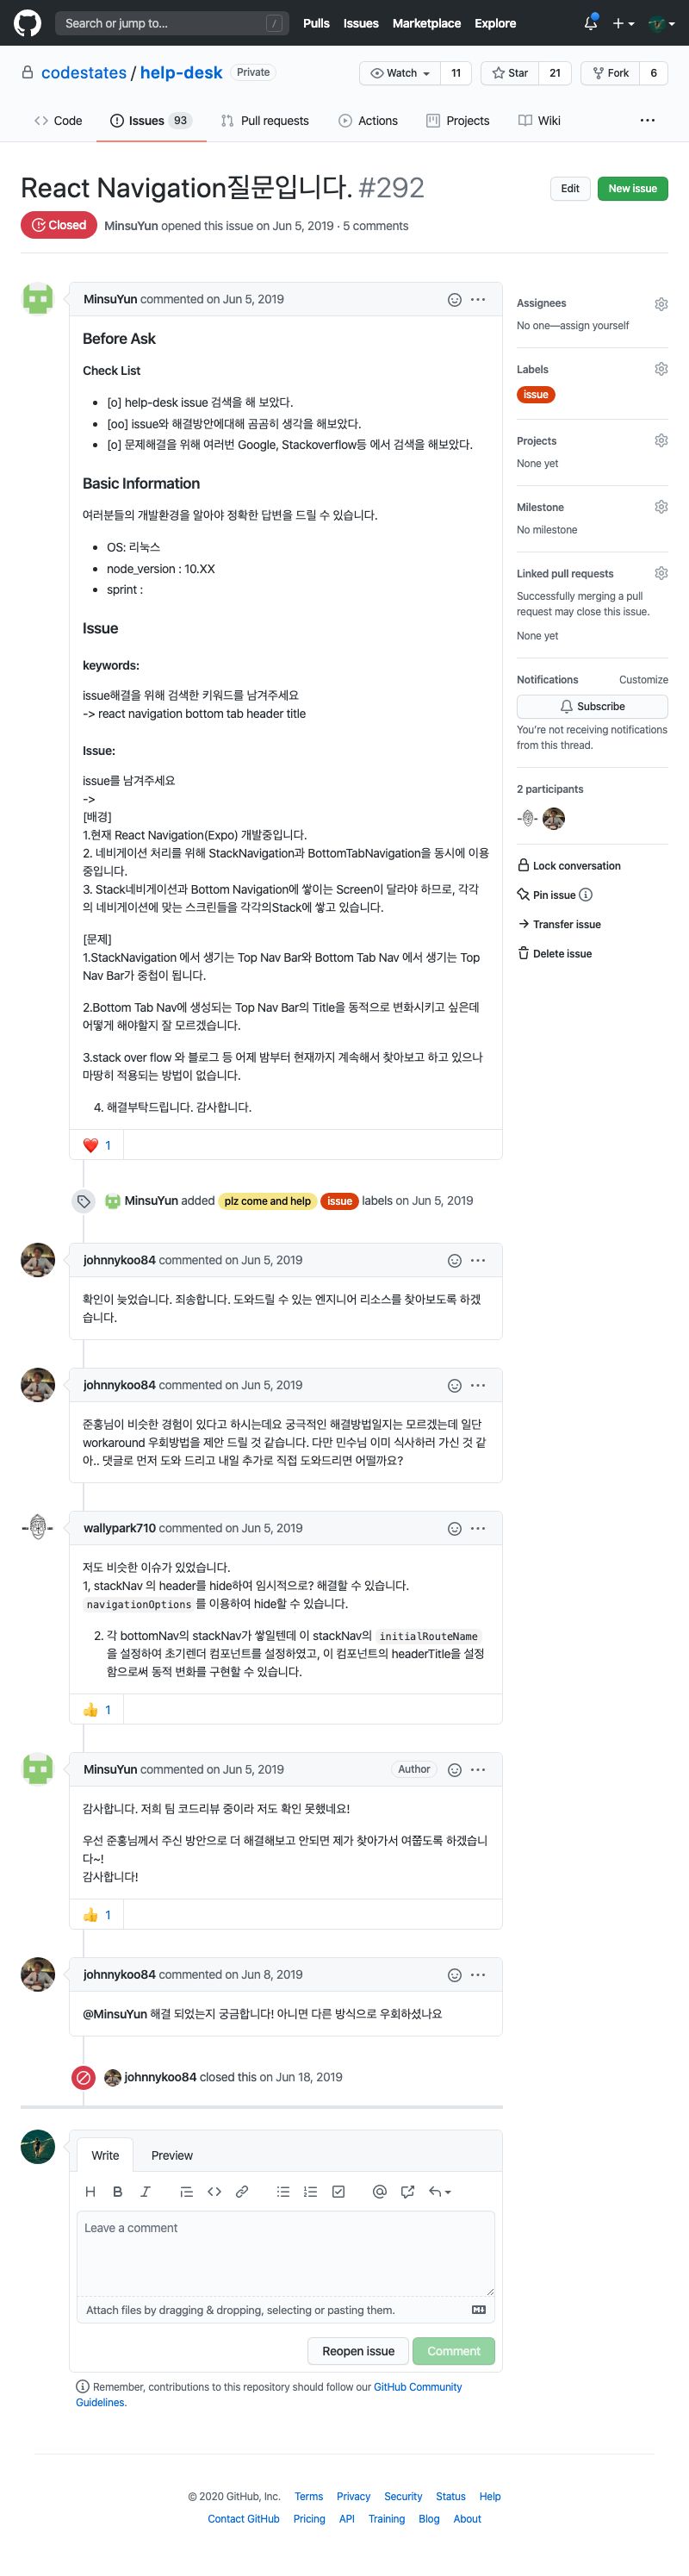 Search or jump to...
/
Pulls Issues Marketplace Explore
codestates / help-desk Private
Watch 11 Star 21 Fork 6
Code Issues 93 Pull requests Actions Projects Wiki
React Navigation질문입니다. #292
Edit New issue
Closed MinsuYun opened this issue on Jun 5, 2019 · 5 comments
MinsuYun commented on Jun 5, 2019
Before Ask
Check List
[o] help-desk issue 검색을 해 보았다.
[oo] issue와 해결방안에대해 곰곰히 생각을 해보았다.
[o] 문제해결을 위해 여러번 Google, Stackoverflow등 에서 검색을 해보았다.
Basic Information
여러분들의 개발환경을 알아야 정확한 답변을 드릴 수 있습니다.
OS: 리눅스
node_version : 10.XX
sprint :
Issue
keywords:
issue해결을 위해 검색한 키워드를 남겨주세요
-> react navigation bottom tab header title
Issue:
issue를 남겨주세요
->
[배경]
1.현재 React Navigation(Expo) 개발중입니다.
2. 네비게이션 처리를 위해 StackNavigation과 BottomTabNavigation을 동시에 이용
중입니다.
3. Stack네비게이션과 Bottom Navigation에 쌓이는 Screen이 달라야 하므로, 각각
의 네비게이션에 맞는 스크린들을 각각의Stack에 쌓고 있습니다.
[문제]
1.StackNavigation 에서 생기는 Top Nav Bar와 Bottom Tab Nav 에서 생기는 Top
Nav Bar가 중첩이 됩니다.
2.Bottom Tab Nav에 생성되는 Top Nav Bar의 Title을 동적으로 변화시키고 싶은데
어떻게 해야할지 잘 모르겠습니다.
3.stack over flow 와 블로그 등 어제 밤부터 현재까지 계속해서 찾아보고 하고 있으나
마땅히 적용되는 방법이 없습니다.
4. 해결부탁드립니다. 감사합니다.
1
MinsuYun added plz come and help issue labels on Jun 5, 2019
johnnykoo84 commented on Jun 5, 2019
확인이 늦었습니다. 죄송합니다. 도와드릴 수 있는 엔지니어 리소스를 찾아보도록 하겠
습니다.
johnnykoo84 commented on Jun 5, 2019
준홍님이 비슷한 경험이 있다고 하시는데요 궁극적인 해결방법일지는 모르겠는데 일단
workaround 우회방법을 제안 드릴 것 같습니다. 다만 민수님 이미 식사하러 가신 것 같
아.. 댓글로 먼저 도와 드리고 내일 추가로 직접 도와드리면 어떨까요?
wallypark710 commented on Jun 5, 2019
저도 비슷한 이슈가 있었습니다.
1, stackNav 의 header를 hide하여 임시적으로? 해결할 수 있습니다.
navigationOptions 를 이용하여 hide할 수 있습니다.
2. 각 bottomNav의 stackNav가 쌓일텐데 이 stackNav의 initialRouteName
을 설정하여 초기렌더 컴포넌트를 설정하였고, 이 컴포넌트의 headerTitle을 설정
함으로써 동적 변화를 구현할 수 있습니다.
1
MinsuYun commented on Jun 5, 2019 Author
감사합니다. 저희 팀 코드리뷰 중이라 저도 확인 못했네요!
우선 준홍님께서 주신 방안으로 더 해결해보고 안되면 제가 찾아가서 여쭙도록 하겠습니
다~!
감사합니다!
1
johnnykoo84 commented on Jun 8, 2019
@MinsuYun 해결 되었는지 궁금합니다! 아니면 다른 방식으로 우회하셨나요
johnnykoo84 closed this on Jun 18, 2019
Write Preview
Leave a comment
Attach files by dragging & dropping, selecting or pasting them.
Reopen issue Comment
Remember, contributions to this repository should follow our GitHub Community
Guidelines.
Assignees
No one—assign yourself
Labels
issue
Projects
None yet
Milestone
No milestone
Linked pull requests
Successfully merging a pull
request may close this issue.
None yet
Notifications Customize
Subscribe
You're not receiving notifications
from this thread.
2 participants
Lock conversation
Pin issue
Transfer issue
Delete issue
© 2020 GitHub, Inc. Terms Privacy Security Status Help
Contact GitHub Pricing API Training Blog About